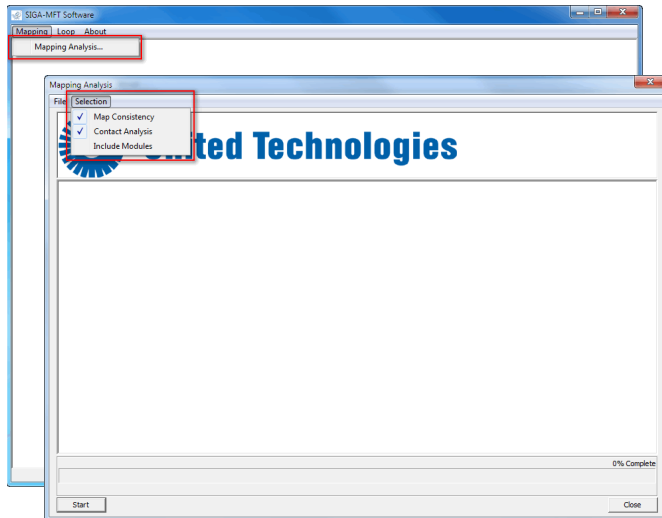 SIGA-MFT Software
Mapping Loop About
Mapping Analysis...
Mapping Analysis
File Selection
Map Consistency
Contact Analysis
Include Modules
United Technologies
0% Complete
Start Close